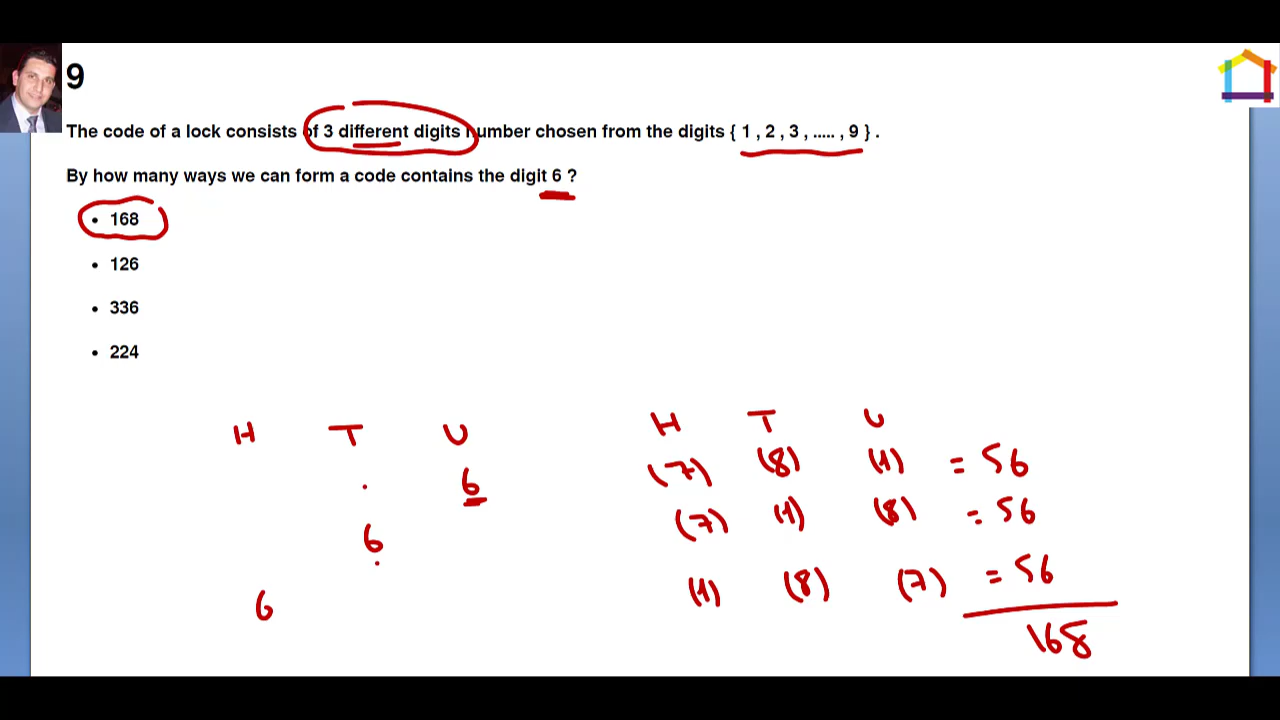 9
The code of a lock consists of 3 different digits number chosen from the digits { 1 , 2 , 3 , ..... , 9 } .
By how many ways we can form a code contains the digit 6 ?
• 168
• 126
• 336
• 224
H T U
6
6
6
H T U
(7) (8) (1) = 56
(7) (1) (8) = 56
(1) (8) (7) = 56
168